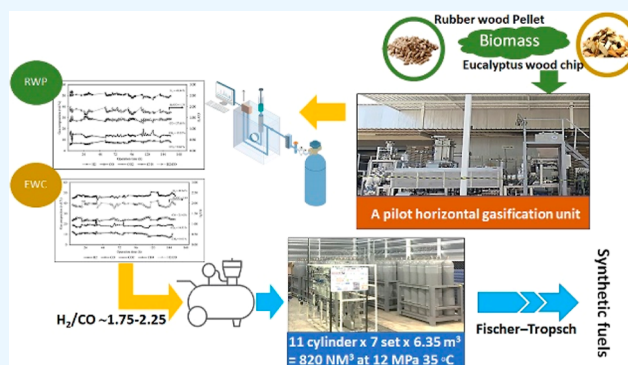 Rubber wood Pellet
Biomass
Eucalyptus wood chip
RWP
EWC
A pilot horizontal gasification unit
H₂/CO ~1.75-2.25
11 cylinder x 7 set x 6.35 m³
= 820 NM³ at 12 MPa 35 °C
Fischer–Tropsch
Synthetic fuels